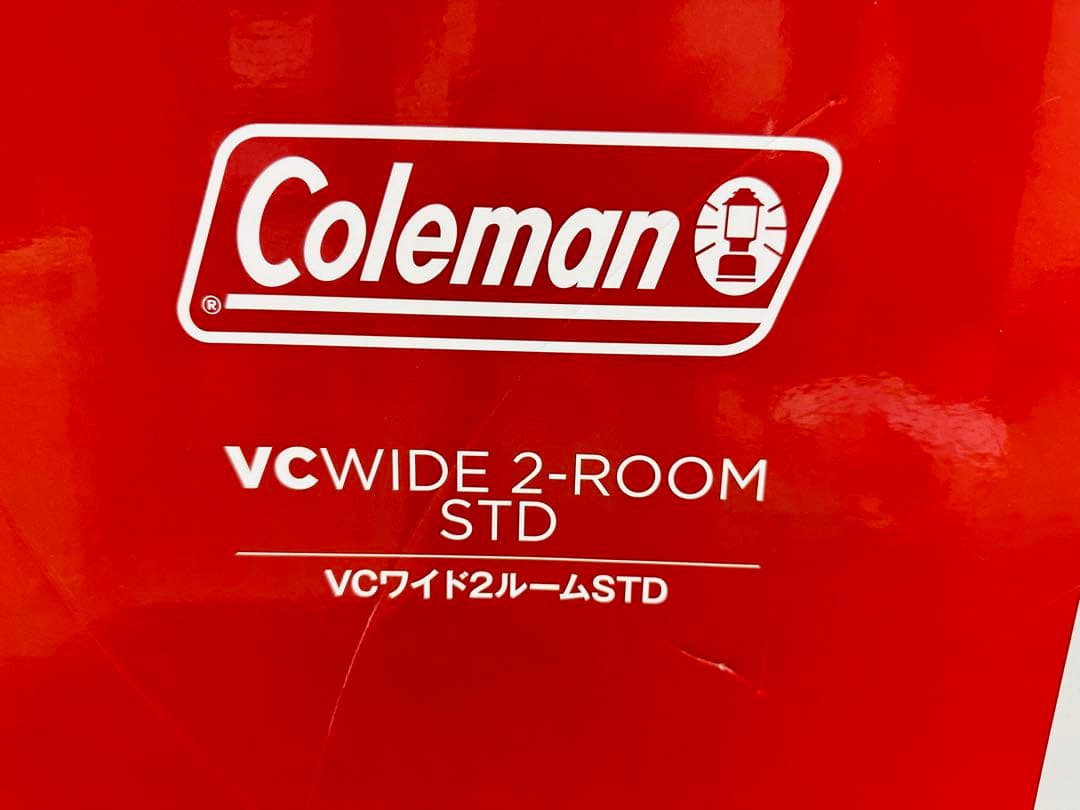 Coleman
®
VCWIDE 2-ROOM
STD
VCワイド2ルームSTD